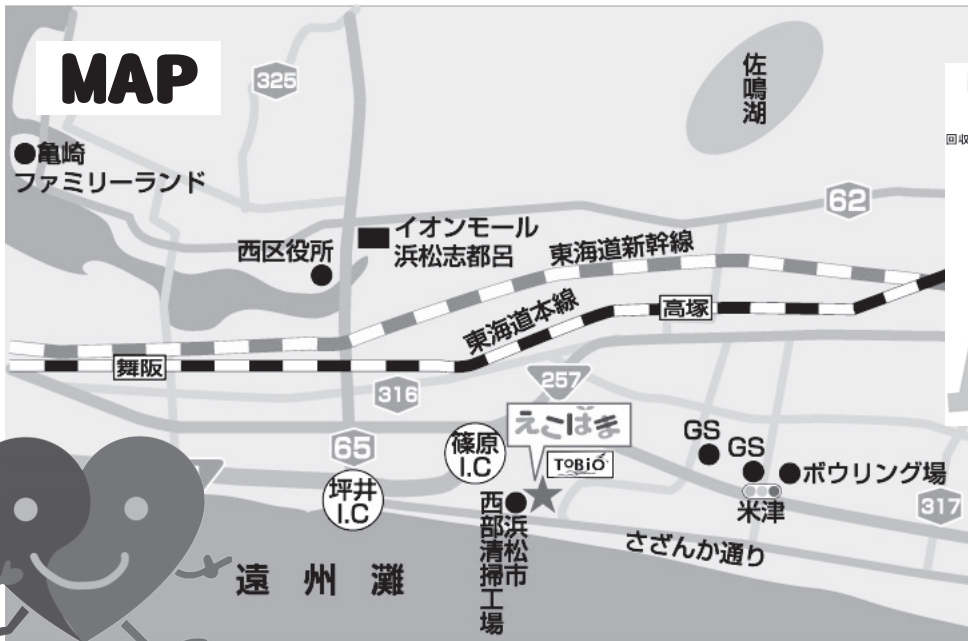 MAP
325
佐鳴湖
回収
亀崎
ファミリーランド
62
イオンモール
浜松志都呂
西区役所
東海道新幹線
東海道本線
高塚
舞阪
257
316
えこはま
65
篠原
I.C
TOBiO
GS
GS
ボウリング場
坪井
I.C
米津
317
浜松市
西部清掃工場
さざんか通り
遠州灘